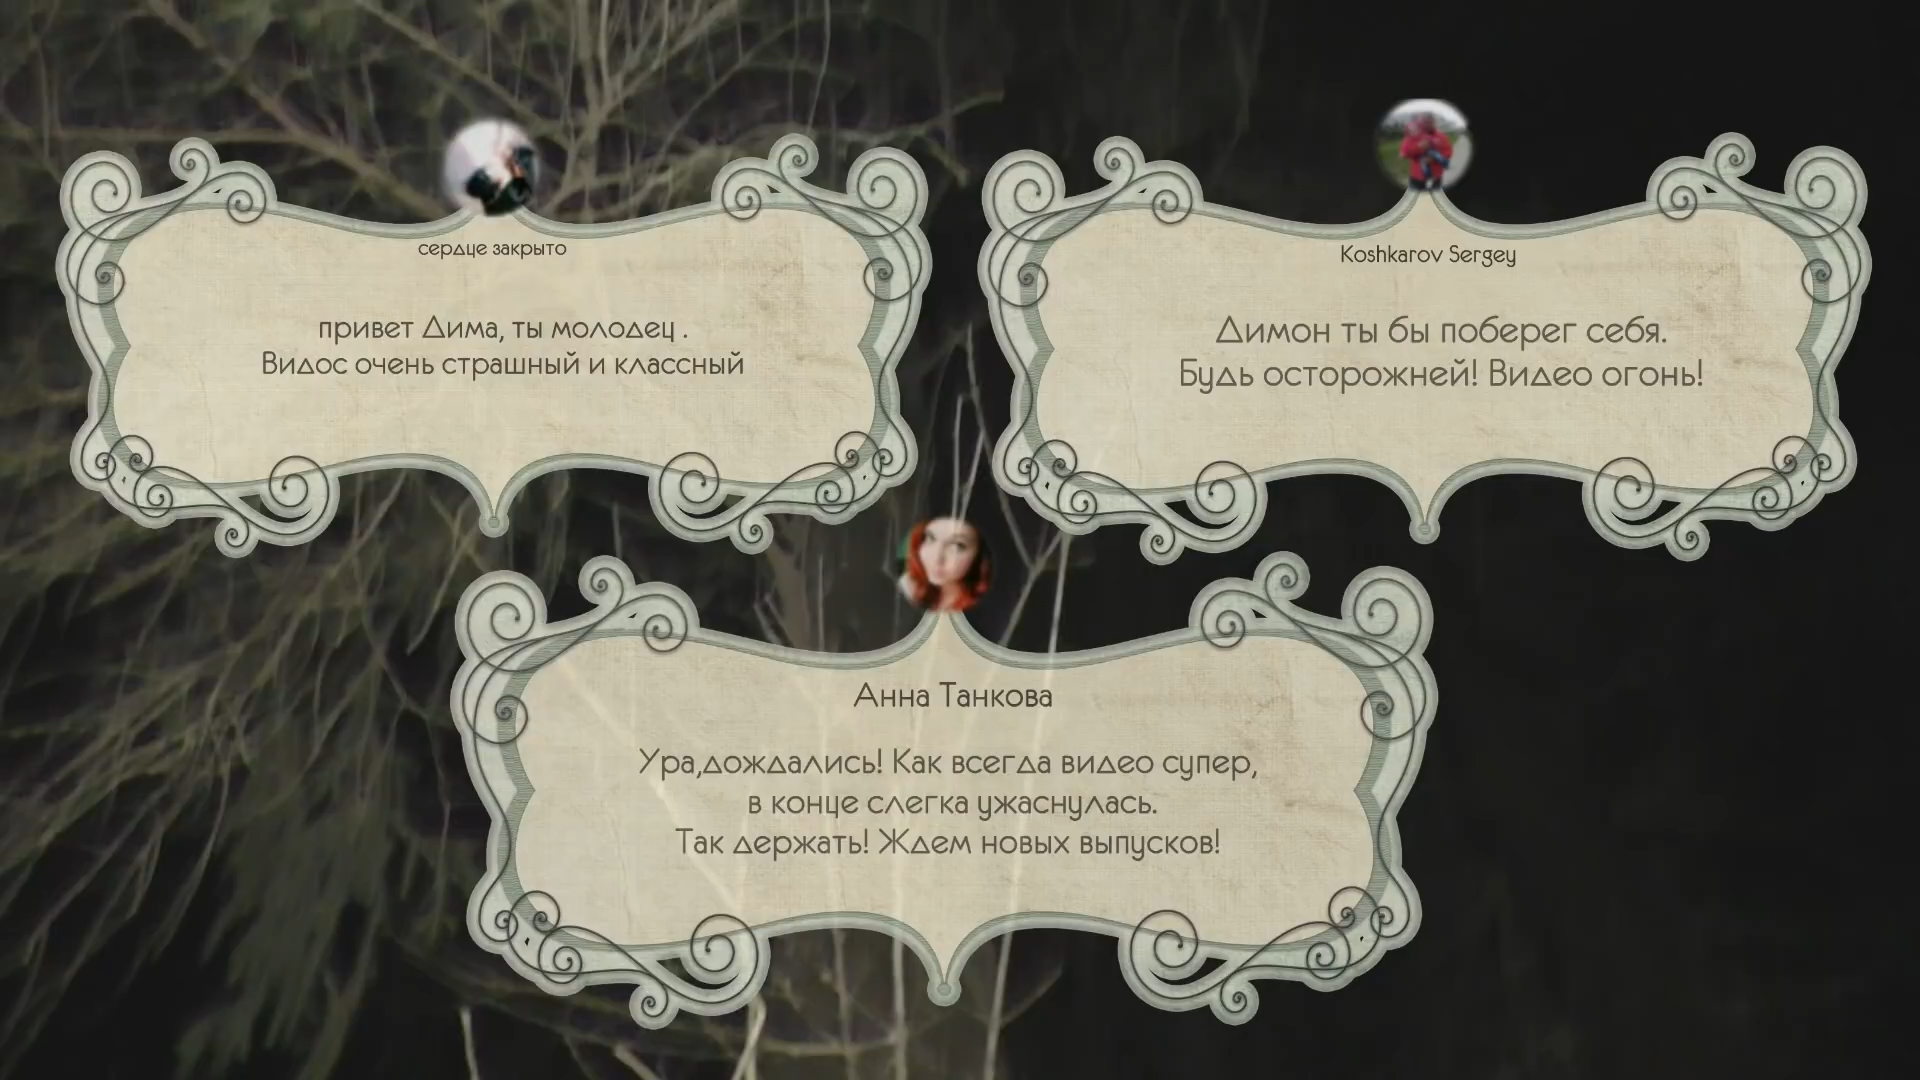 сердце закрыто
привет Дима, ты молодец .
Видос очень страшный и классный
Koshkarov Sergey
Димон ты бы поберег себя.
Будь осторожней! Видео огонь!
Анна Танкова
Ура,дождались! Как всегда видео супер,
в конце слегка ужаснулась.
Так держать! Ждем новых выпусков!